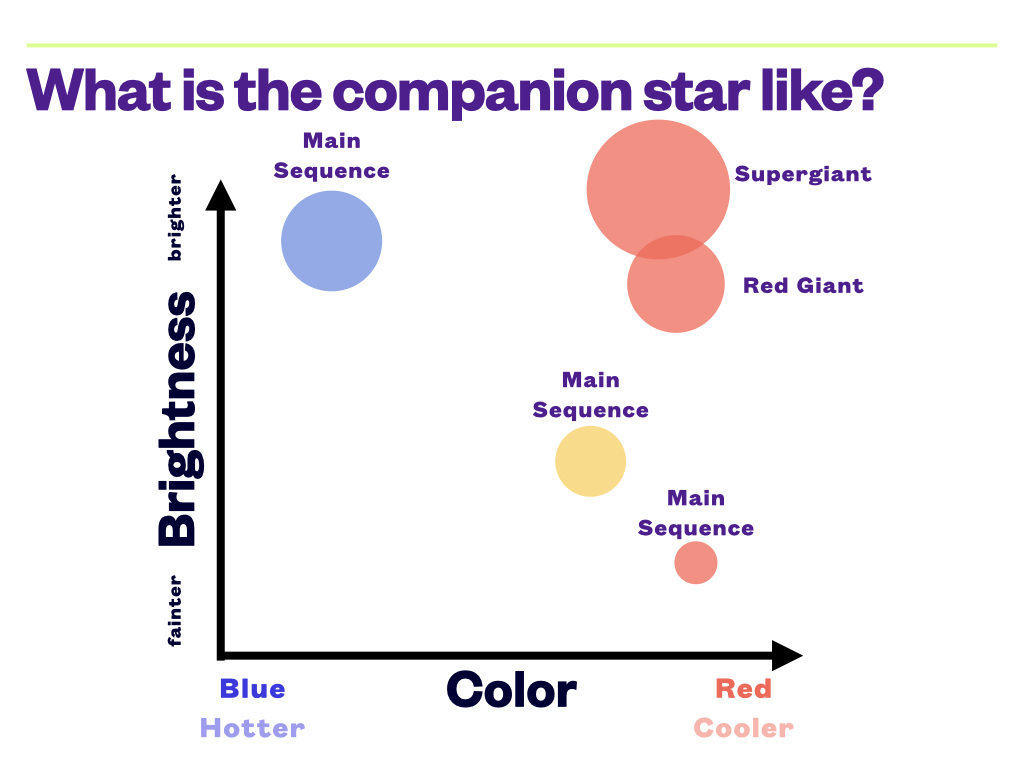 What is the companion star like?
Main
Sequence
Supergiant
brighter
Red Giant
Brightness
Main
Sequence
Main
Sequence
fainter
Blue
Color
Red
Hotter
Cooler